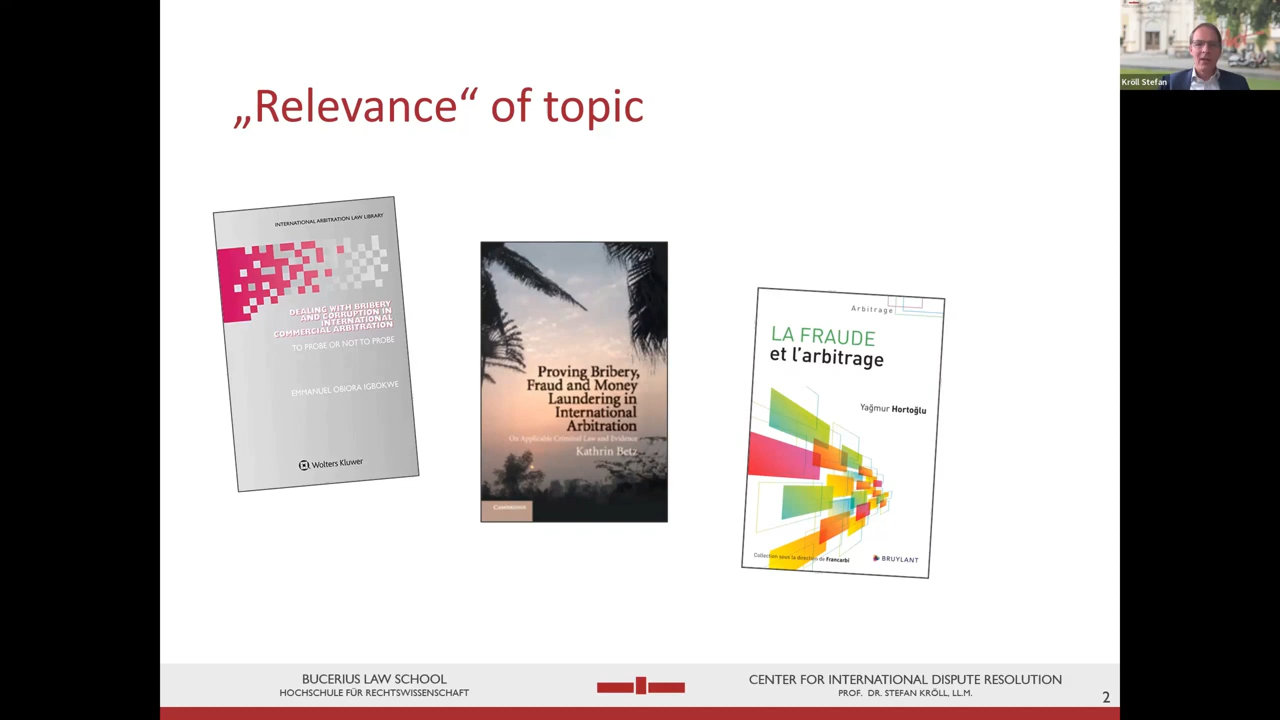 Kröll Stefan
„Relevance“ of topic
INTERNATIONAL ARBITRATION LAW LIBRARY
DEALING WITH BRIBERY
AND CORRUPTION IN
INTERNATIONAL
COMMERCIAL ARBITRATION
TO PROBE OR NOT TO PROBE
EMMANUEL OBIORA IGBOKWE
Wolters Kluwer
Proving Bribery,
Fraud and Money
Laundering in
International
Arbitration
On Applicable Criminal Law and Evidence
Kathrin Betz
CAMBRIDGE
Arbitrage
LA FRAUDE
et l’arbitrage
Yağmur Hortoğlu
Collection sous la direction de Francarbi
BRUYLANT
BUCERIUS LAW SCHOOL
HOCHSCHULE FÜR RECHTSWISSENSCHAFT
CENTER FOR INTERNATIONAL DISPUTE RESOLUTION
PROF. DR. STEFAN KRÖLL, LL.M.
2